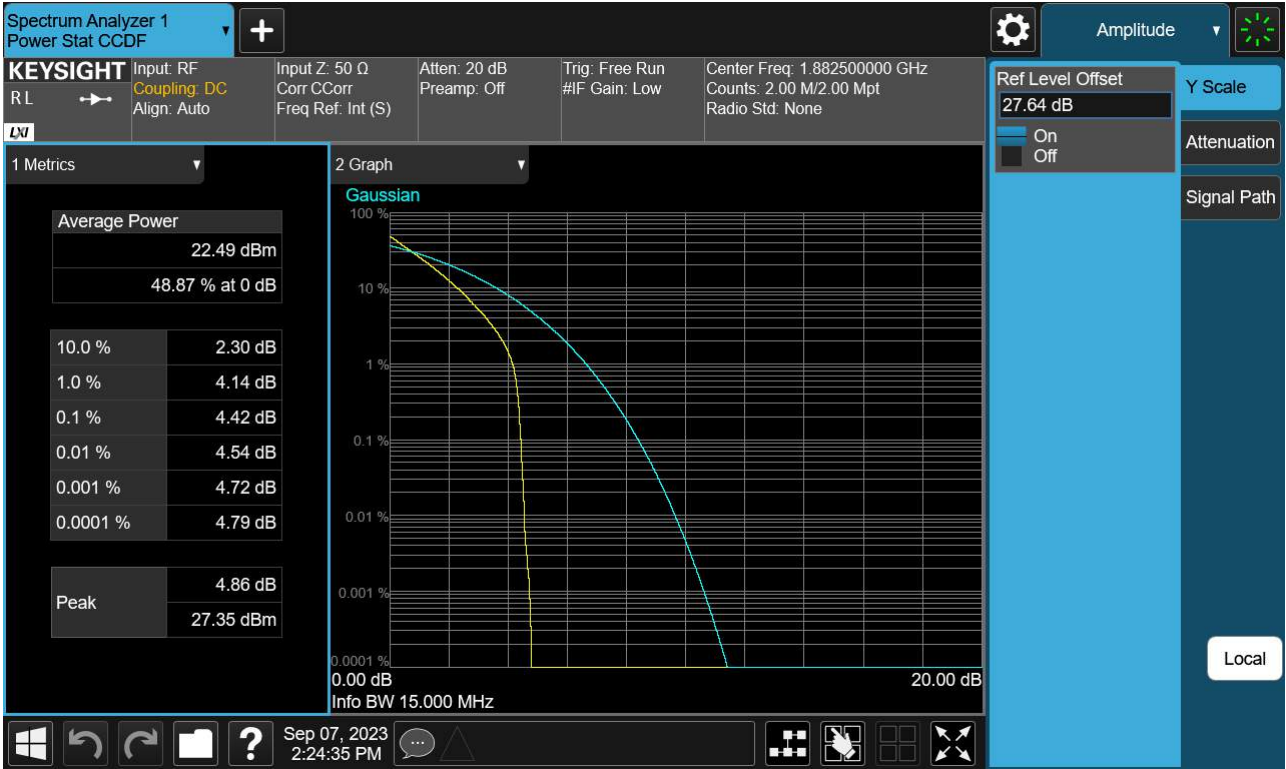 Spectrum Analyzer 1
Power Stat CCDF
+
Amplitude
KEYSIGHT
RL
LXI
Input: RF
Coupling: DC
Align: Auto
Input Z: 50 Ω
Corr CCorr
Freq Ref: Int (S)
Atten: 20 dB
Preamp: Off
Trig: Free Run
#IF Gain: Low
Center Freq: 1.882500000 GHz
Counts: 2.00 M/2.00 Mpt
Radio Std: None
Ref Level Offset
27.64 dB
On
Off
Y Scale
Attenuation
Signal Path
Local
1 Metrics
Average Power
22.49 dBm
48.87 % at 0 dB
10.0 % 2.30 dB
1.0 % 4.14 dB
0.1 % 4.42 dB
0.01 % 4.54 dB
0.001 % 4.72 dB
0.0001 % 4.79 dB
Peak
4.86 dB
27.35 dBm
2 Graph
Gaussian
100 %
10 %
1 %
0.1 %
0.01 %
0.001 %
0.0001 %
0.00 dB 20.00 dB
Info BW 15.000 MHz
?
Sep 07, 2023
2:24:35 PM